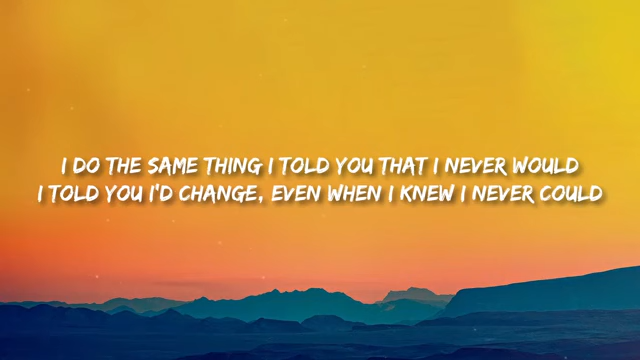 I DO THE SAME THING I TOLD YOU THAT I NEVER WOULD
I TOLD YOU I'D CHANGE, EVEN WHEN I KNEW I NEVER COULD